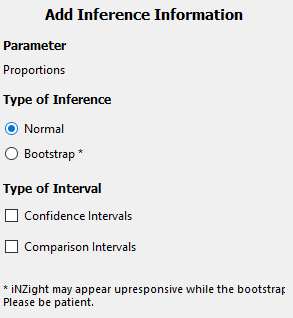 Add Inference Information
Parameter
Proportions
Type of Inference
Normal
Bootstrap *
Type of Interval
Confidence Intervals
Comparison Intervals
* iNZight may appear upresponsive while the bootstrap
Please be patient.